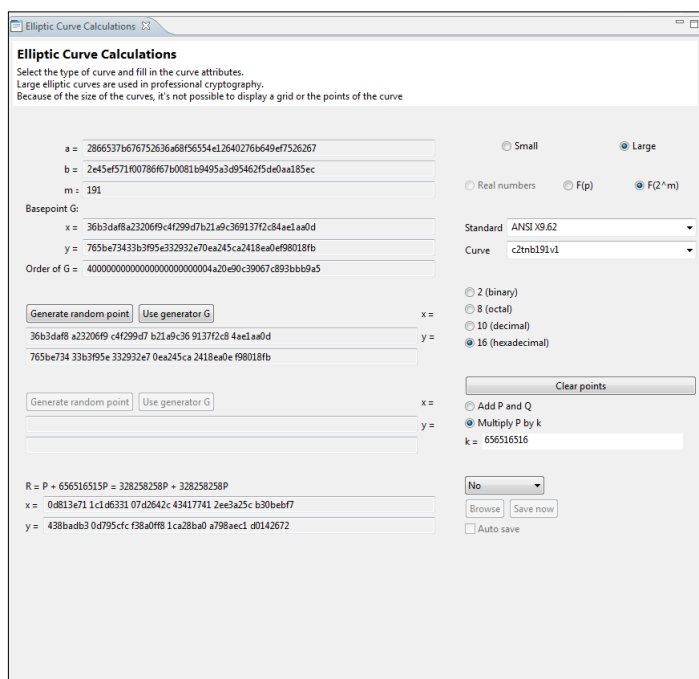 Elliptic Curve Calculations
Elliptic Curve Calculations
Select the type of curve and fill in the curve attributes.
Large elliptic curves are used in professional cryptography.
Because of the size of the curves, it's not possible to display a grid or the points of the curve
a = 2866537b676752636a68f56554e12640276b649ef7526267
b = 2e45ef571f00786f67b0081b9495a3d95462f5de0aa185ec
m = 191
Basepoint G:
x = 36b3daf8a23206f9c4f299d7b21a9c369137f2c84ae1aa0d
y = 765be73433b3f95e332932e70ea245ca2418ea0ef98018fb
Order of G = 40000000000000000000000004a20e90c39067c893bbb9a5
Small
Large
Real numbers
F(p)
F(2^m)
Standard ANSI X9.62
Curve c2tnb191v1
Generate random point Use generator G x =
36b3daf8 a23206f9 c4f299d7 b21a9c36 9137f2c8 4ae1aa0d y =
765be734 33b3f95e 332932e7 0ea245ca 2418ea0e f98018fb
2 (binary)
8 (octal)
10 (decimal)
16 (hexadecimal)
Generate random point Use generator G x =
y =
Clear points
Add P and Q
Multiply P by k
k = 656516516
R = P + 656516515P = 328258258P + 328258258P
x = 0d813e71 1c1d6331 07d2642c 43417741 2ee3a25c b30bebf7
y = 438badb3 0d795cfc f38a0ff8 1ca28ba0 a798aec1 d0142672
No
Browse Save now
Auto save